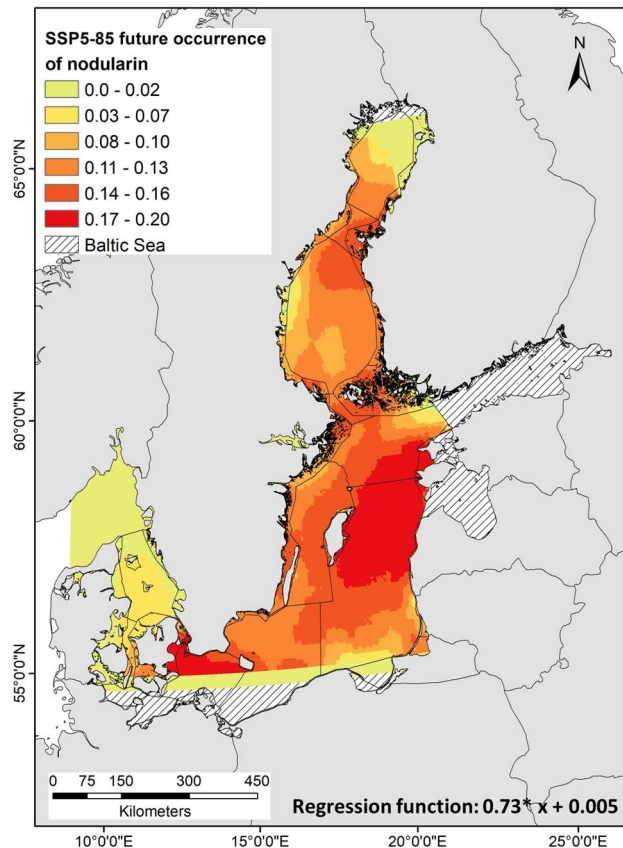 SSP5-85 future occurrence
of nodularin
0.0 - 0.02
0.03 - 0.07
0.08 - 0.10
0.11 - 0.13
0.14 - 0.16
0.17 - 0.20
Baltic Sea
N
65°0'0"N
60°0'0"N
55°0'0"N
0 75 150 300 450
Kilometers
Regression function: 0.73* x + 0.005
10°0'0"E 15°0'0"E 20°0'0"E 25°0'0"E